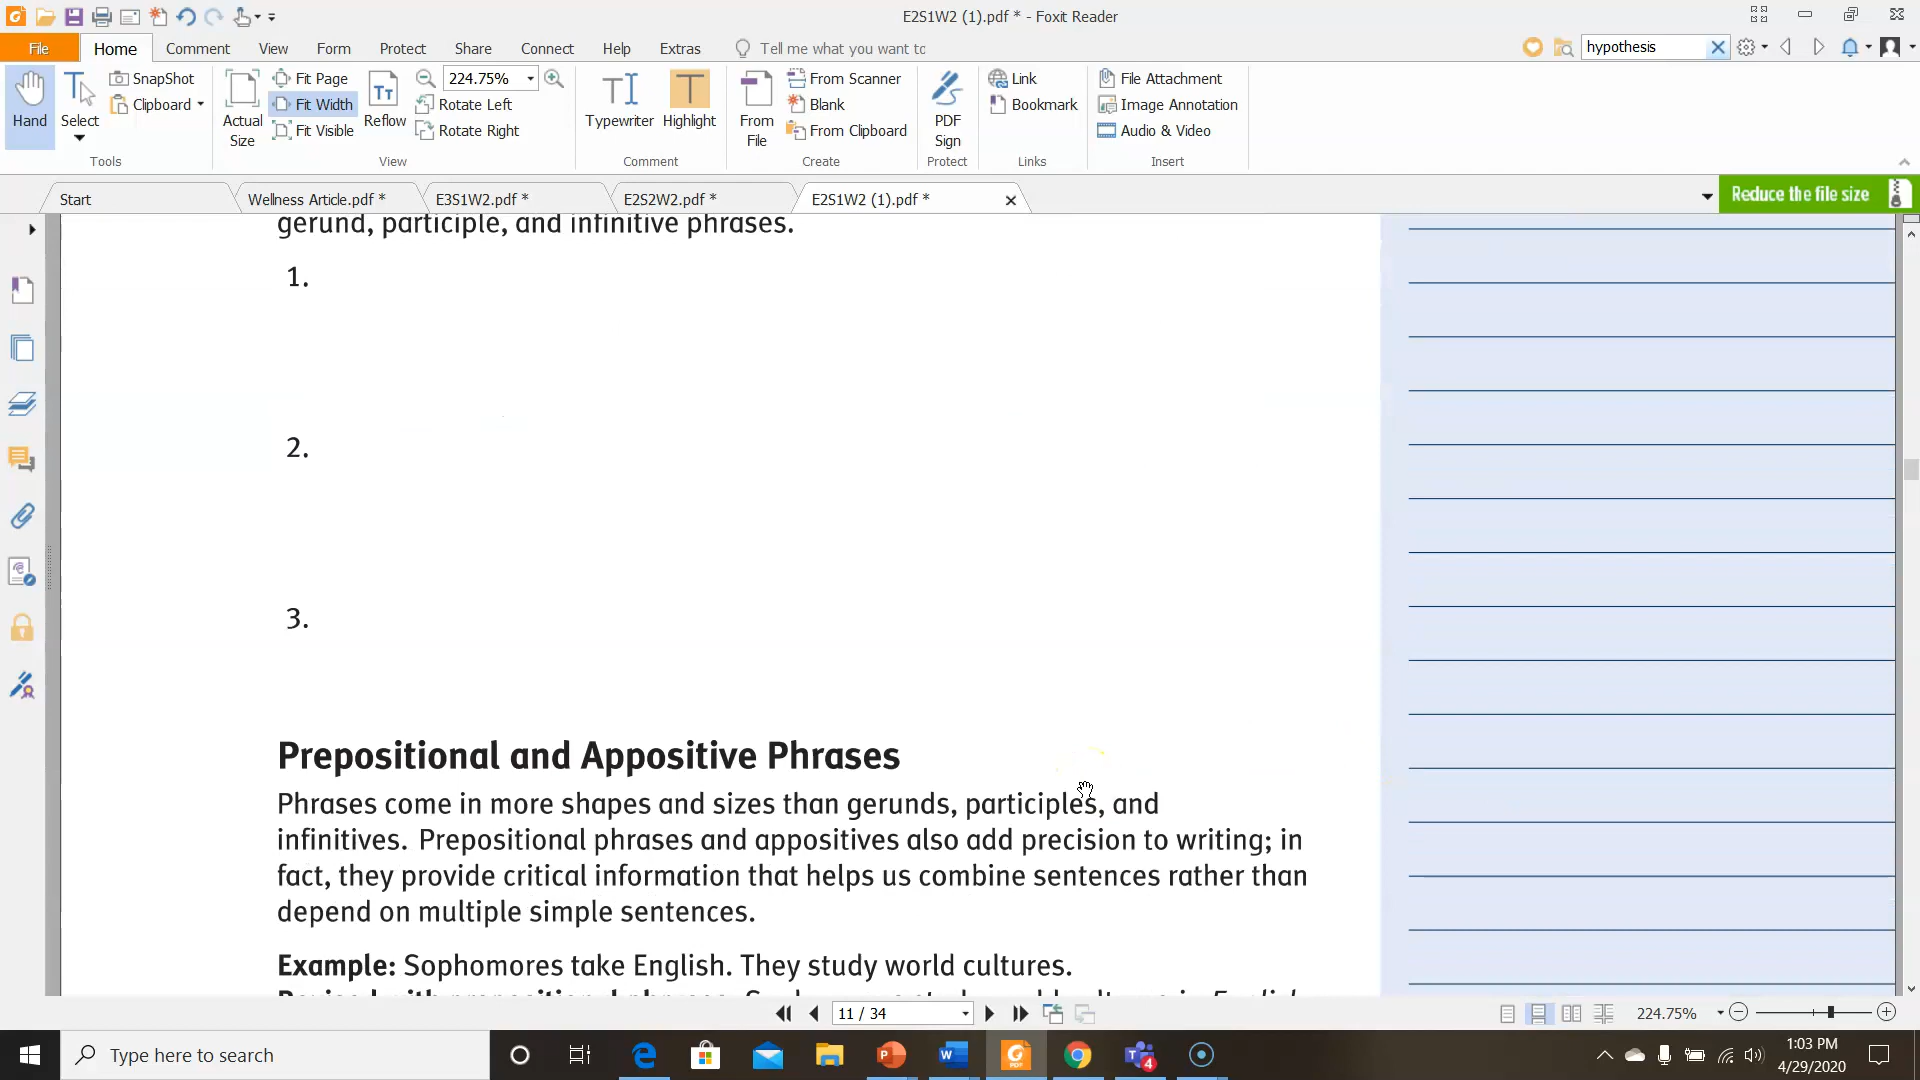 E2S1W2 (1).pdf * - Foxit Reader
File Home Comment View Form Protect Share Connect Help Extras Tell me what you want to hypothesis
Hand
Select
SnapShot
Clipboard
Tools
Actual Size
Fit Page
Fit Width
Fit Visible
Reflow
224.75%
Rotate Left
Rotate Right
View
Typewriter
Highlight
Comment
From File
From Scanner
Blank
From Clipboard
Create
PDF Sign
Protect
Link
Bookmark
Links
File Attachment
Image Annotation
Audio & Video
Insert
Start Wellness Article.pdf * E3S1W2.pdf * E2S2W2.pdf * E2S1W2 (1).pdf * Reduce the file size
gerund, participle, and infinitive phrases.
1.
2.
3.
Prepositional and Appositive Phrases
Phrases come in more shapes and sizes than gerunds, participles, and
infinitives. Prepositional phrases and appositives also add precision to writing; in
fact, they provide critical information that helps us combine sentences rather than
depend on multiple simple sentences.
Example: Sophomores take English. They study world cultures.
11 / 34 224.75%
Type here to search
4
1:03 PM
4/29/2020